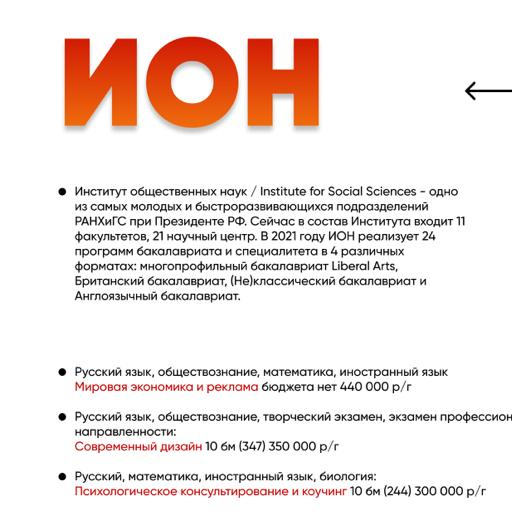 ИОН
Институт общественных наук / Institute for Social Sciences - одно
из самых молодых и быстроразвивающихся подразделений
РАНХиГС при Президенте РФ. Сейчас в состав Института входит 11
факультетов, 21 научный центр. В 2021 году ИОН реализует 24
программ бакалавриата и специалитета в 4 различных
форматах: многопрофильный бакалавриат Liberal Arts,
Британский бакалавриат, (Не)классический бакалавриат и
Англоязычный бакалавриат.
Русский язык, обществознание, математика, иностранный язык
Мировая экономика и реклама бюджета нет 440 000 р/г
Русский язык, обществознание, творческий экзамен, экзамен профессион
направленности:
Современный дизайн 10 бм (347) 350 000 р/г
Русский, математика, иностранный язык, биология:
Психологическое консультирование и коучинг 10 бм (244) 300 000 р/г